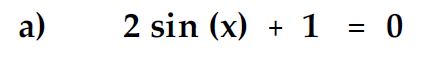 a) 2 sin (x) + 1 = 0